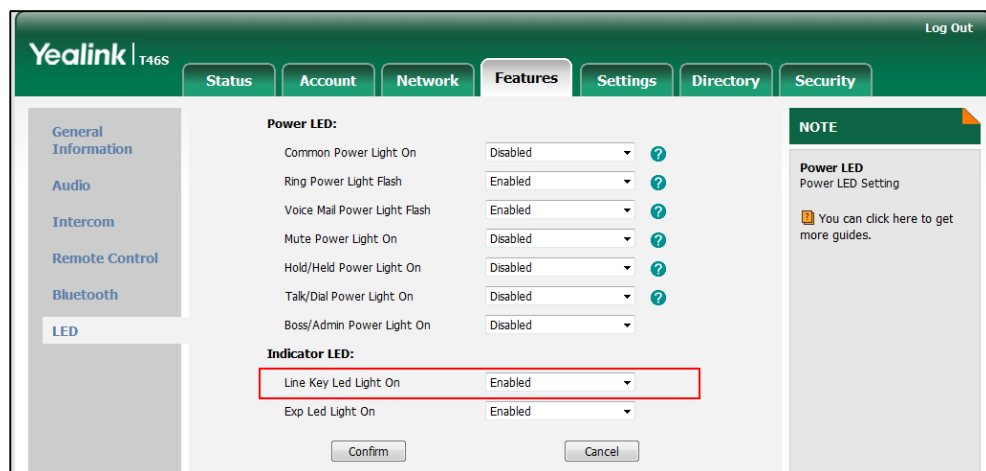 Log Out
Yealink T46S
Status Account Network Features Settings Directory Security
General
Information
Audio
Intercom
Remote Control
Bluetooth
LED
Power LED:
Common Power Light On Disabled ?
Ring Power Light Flash Enabled ?
Voice Mail Power Light Flash Enabled ?
Mute Power Light On Disabled ?
Hold/Held Power Light On Disabled ?
Talk/Dial Power Light On Disabled ?
Boss/Admin Power Light On Disabled
Indicator LED:
Line Key Led Light On Enabled
Exp Led Light On Enabled
Confirm Cancel
NOTE
Power LED
Power LED Setting
? You can click here to get
more guides.